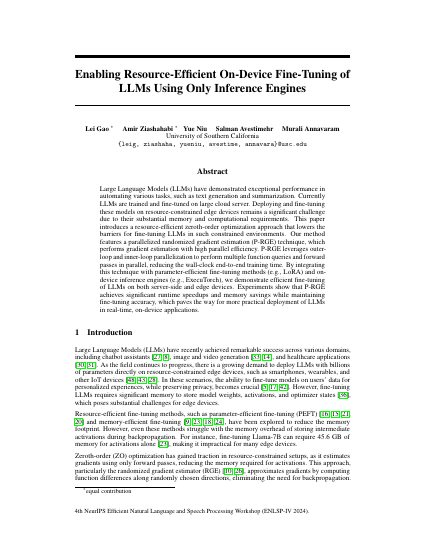 Enabling Resource-Efficient On-Device Fine-Tuning of
LLMs Using Only Inference Engines
Lei Gao * Amir Ziashahabi * Yue Niu Salman Avestimehr Murali Annavaram
University of Southern California
{leig, ziashaha, yueniu, avestime, annavara}@usc.edu
Abstract
Large Language Models (LLMs) have demonstrated exceptional performance in
automating various tasks, such as text generation and summarization. Currently
LLMs are trained and fine-tuned on large cloud server. Deploying and fine-tuning
these models on resource-constrained edge devices remains a significant challenge
due to their substantial memory and computational requirements. This paper
introduces a resource-efficient zeroth-order optimization approach that lowers the
barriers for fine-tuning LLMs in such constrained environments. Our method
features a parallelized randomized gradient estimation (P-RGE) technique, which
performs gradient estimation with high parallel efficiency. P-RGE leverages outer-
loop and inner-loop parallelization to perform multiple function queries and forward
passes in parallel, reducing the wall-clock end-to-end training time. By integrating
this technique with parameter-efficient fine-tuning methods (e.g., LoRA) and on-
device inference engines (e.g., ExecuTorch), we demonstrate efficient fine-tuning
of LLMs on both server-side and edge devices. Experiments show that P-RGE
achieves significant runtime speedups and memory savings while maintaining
fine-tuning accuracy, which paves the way for more practical deployment of LLMs
in real-time, on-device applications.
1 Introduction
Large Language Models (LLMs) have recently achieved remarkable success across various domains,
including chatbot assistants [27, 8], image and video generation [33, 14], and healthcare applications
As the field continues to progress, there is a growing demand to deploy LLMs with billions
of parameters directly on resource-constrained edge devices, such as smartphones, wearables, and
other IoT devices In these scenarios, the ability to fine-tune models on users' data for
personalized experiences, while preserving privacy, becomes crucial However, fine-tuning
LLMs requires significant memory to store model weights, activations, and optimizer states
which poses substantial challenges for edge devices.
Resource-efficient fine-tuning methods, such as parameter-efficient fine-tuning (PEFT)
and memory-efficient fine-tuning have been explored to reduce the memory
footprint. However, even these methods struggle with the memory overhead of storing intermediate
activations during backpropagation. For instance, fine-tuning Llama-7B can require 45.6 GB of
memory for activations alone [23], making it impractical for many edge devices.
Zeroth-order (ZO) optimization has gained traction in resource-constrained setups, as it estimates
gradients using only forward passes, reducing the memory required for activations. This approach,
particularly the randomized gradient estimator (RGE) approximates gradients by computing
function differences along randomly chosen directions, eliminating the need for backpropagation.
* equal contribution
4th NeurIPS Efficient Natural Language and Speech Processing Workshop (ENLSP-IV 2024).